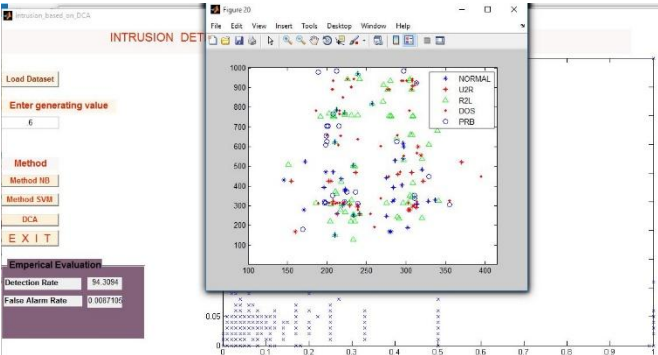 intrusion_based_on_DCA
INTRUSION DET
Load Dataset
Enter generating value
.6
Method
Method NB
Method SVM
DCA
E X I T
Emperical Evaluation
Detection Rate 94.3094
False Alarm Rate 0.0087105
Figure 20
File Edit View Insert Tools Desktop Window Help
1000
900
800
700
600
500
400
300
200
100
100 150 200 250 300 350 400
NORMAL
U2R
R2L
DOS
PRB
0.05
0
0 0.1 0.2 0.3 0.4 0.5 0.6 0.7 0.8 0.9